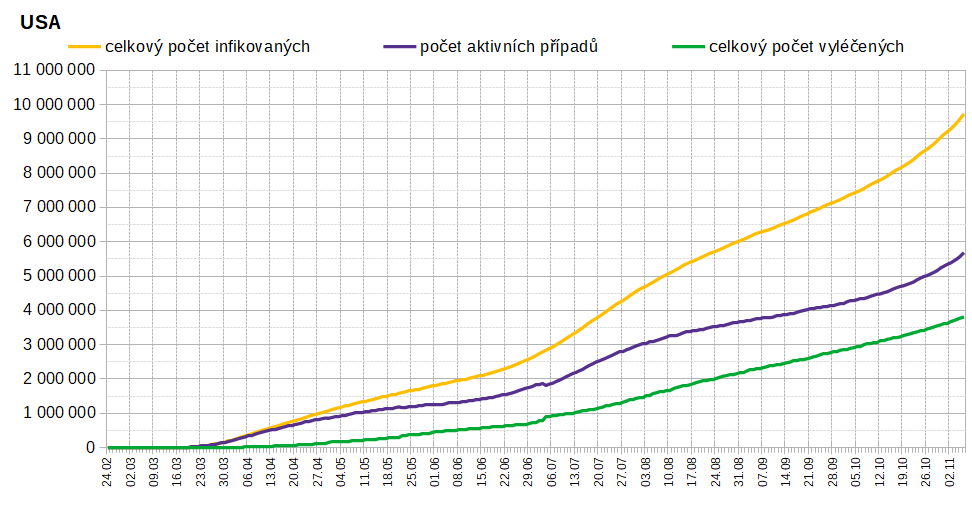 USA
celkový počet infikovaných
počet aktivních případů
celkový počet vyléčených
11 000 000
10 000 000
9 000 000
8 000 000
7 000 000
6 000 000
5 000 000
4 000 000
3 000 000
2 000 000
1 000 000
0
24.02
02.03
09.03
16.03
23.03
30.03
06.04
13.04
20.04
27.04
04.05
11.05
18.05
25.05
01.06
08.06
15.06
22.06
29.06
06.07
13.07
20.07
27.07
03.08
10.08
17.08
24.08
31.08
07.09
14.09
21.09
28.09
05.10
12.10
19.10
26.10
02.11